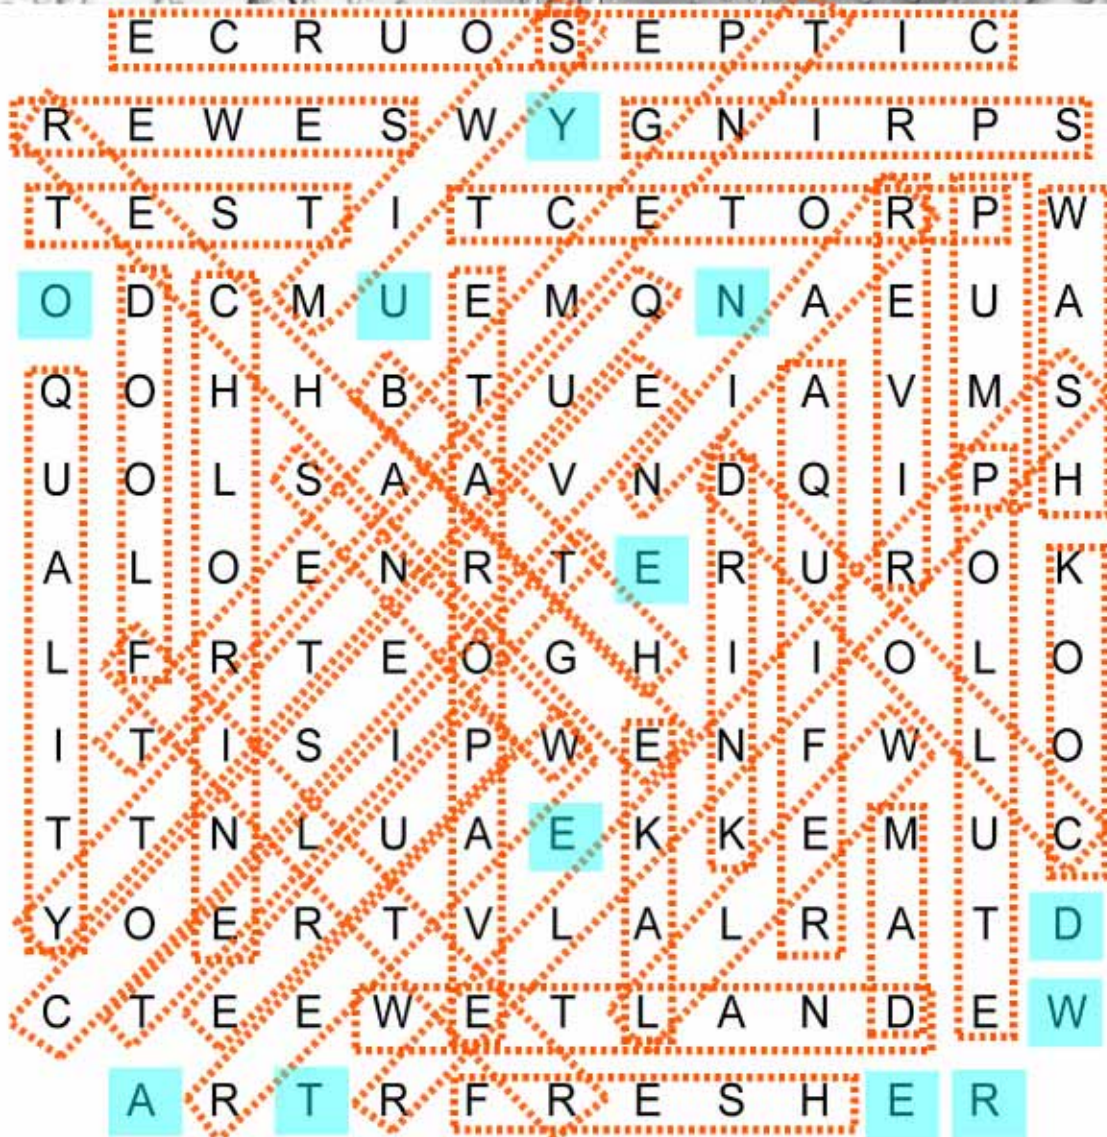 E C R U O S E P T I C
R E W E S W Y G N I R P S
T E S T I T C E T O R P W
O D C M U E M Q N A E U A
Q O H H B T U E I A V M S
U O L S A A V N D Q I P H
A L O E N R T E R U R O K
L F R T E O G H I I O L O
I T I S I P W E N F W L O
T T N L U A E K K E M U C
Y O E R T V L A L R A T D
C T E E W E T L A N D E W
A R T R F R E S H E R